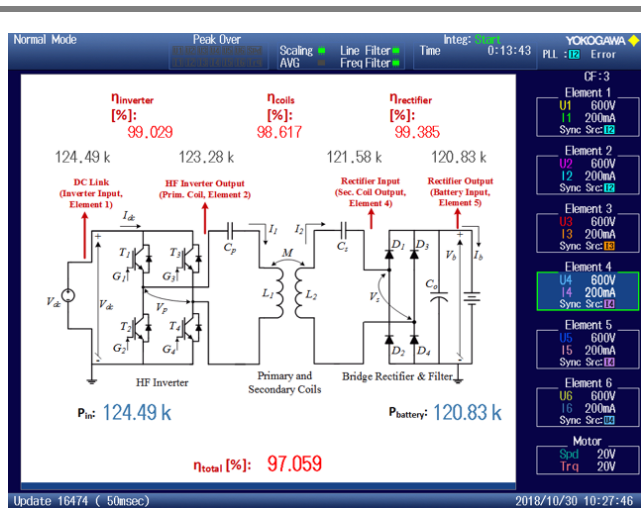 Normal Mode
Peak Over
Scaling
AVG
Line Filter
Freq Filter
Integ: Start
Time 0:13:43
YOKOGAWA
PLL :I2 Error
CF:3
ηinverter [%]:
99.029
ηcoils [%]:
98.617
ηrectifier [%]:
99.385
124.49 k
123.28 k
121.58 k
120.83 k
DC Link
(Inverter Input,
Element 1)
HF Inverter Output
(Prim. Coil, Element 2)
Rectifier Input
(Sec. Coil Output,
Element 4)
Rectifier Output
(Battery Input,
Element 5)
Idc
Vdc
Vdc
T1
G1
T3
G3
T2
G2
T4
G4
Vp
Cp
I1
M
I2
L1
L2
Cs
Vs
D1
D3
D2
D4
Co
Vb
Ib
HF Inverter
Primary and
Secondary Coils
Bridge Rectifier & Filter
Pin: 124.49 k
Pbattery: 120.83 k
ηtotal [%]: 97.059
Element 1
U1 600V
I1 200mA
Sync Src:I2
Element 2
U2 600V
I2 200mA
Sync Src:I2
Element 3
U3 600V
I3 200mA
Sync Src:I3
Element 4
U4 600V
I4 200mA
Sync Src:I4
Element 5
U5 600V
I5 200mA
Sync Src:I4
Element 6
U6 600V
I6 200mA
Sync Src:U4
Motor
Spd 20V
Trq 20V
Update 16474 ( 50msec)
2018/10/30 10:27:46